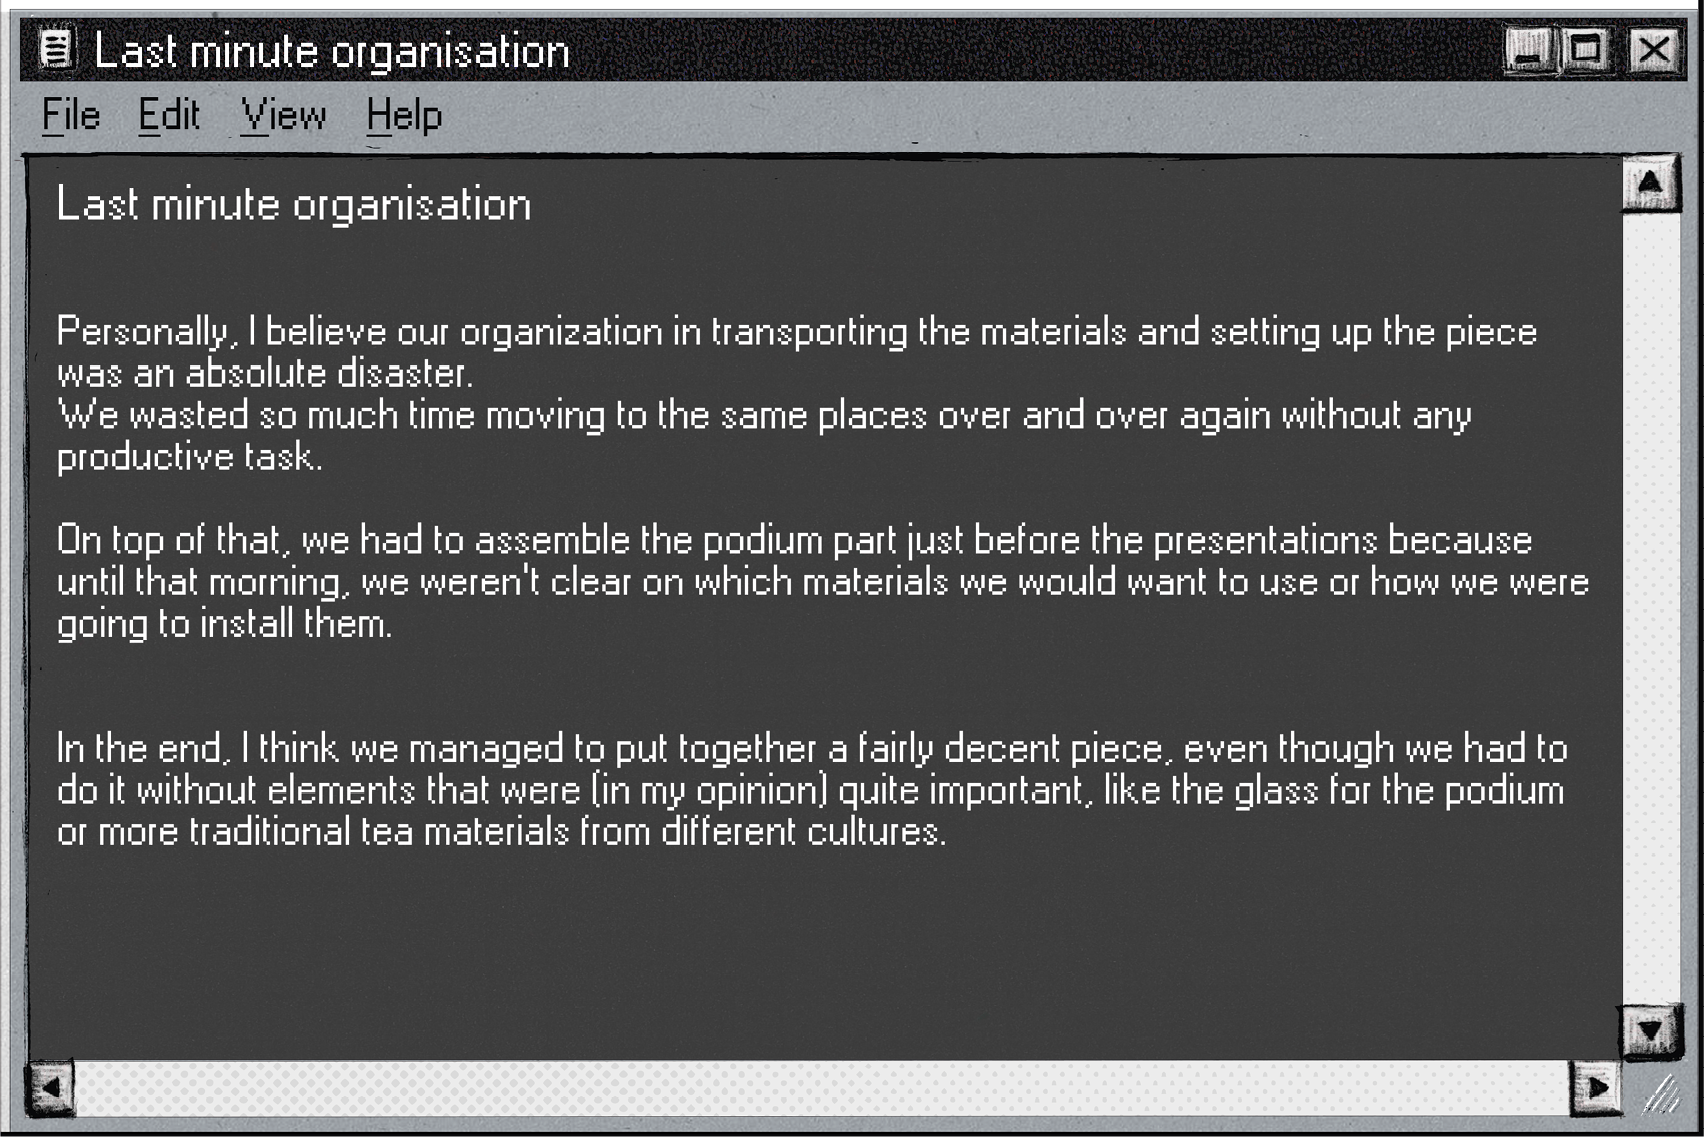 Last minute organisation
File Edit View Help
Last minute organisation
Personally, I believe our organization in transporting the materials and setting up the piece
was an absolute disaster.
We wasted so much time moving to the same places over and over again without any
productive task.
On top of that, we had to assemble the podium part just before the presentations because
until that morning, we weren't clear on which materials we would want to use or how we were
going to install them.
In the end, I think we managed to put together a fairly decent piece, even though we had to
do it without elements that were (in my opinion) quite important, like the glass for the podium
or more traditional tea materials from different cultures.